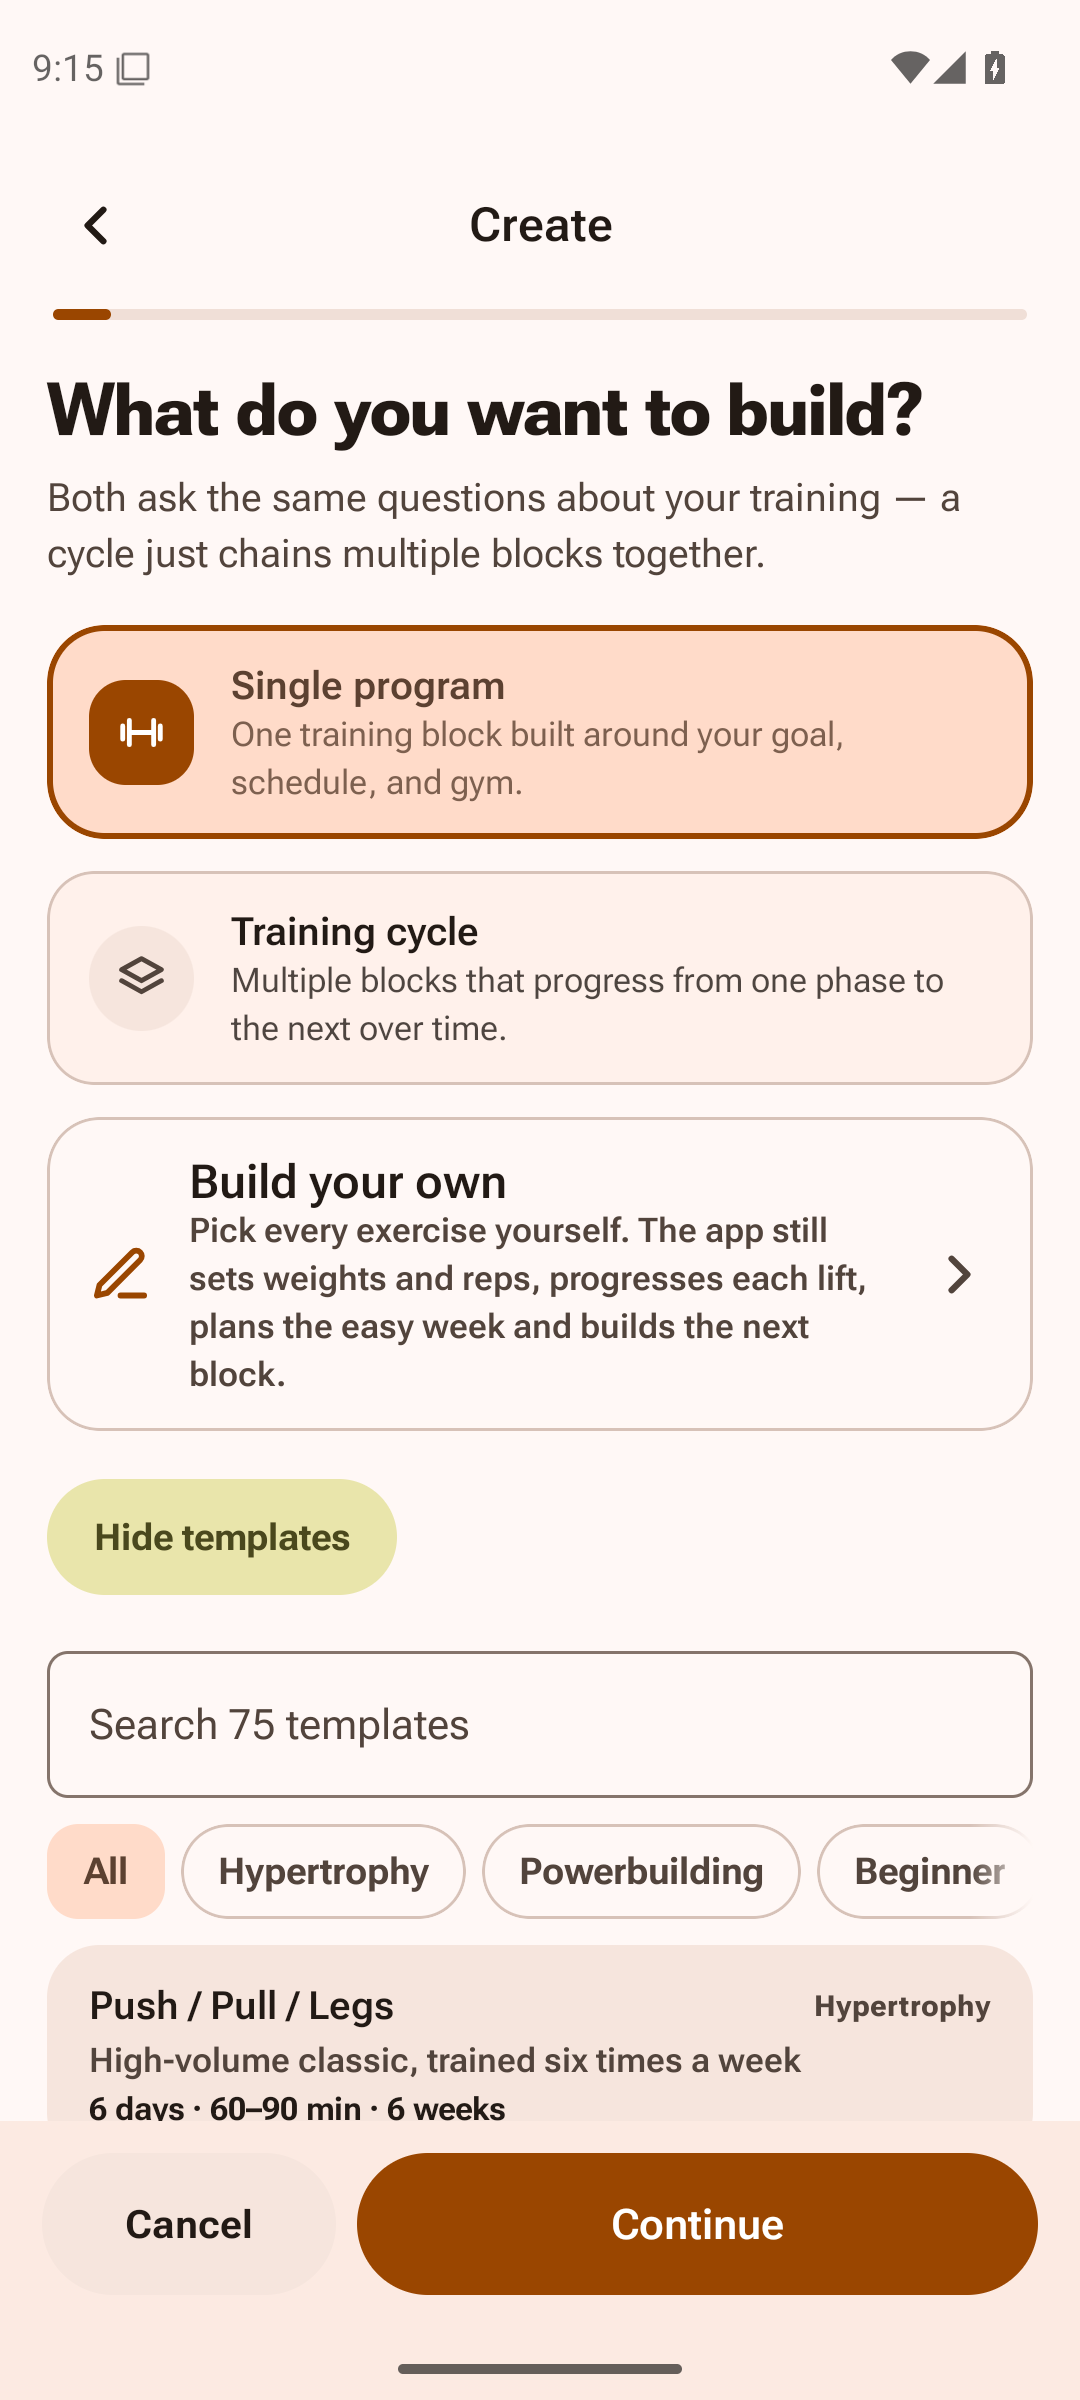 9:15
Create
What do you want to build?
Both ask the same questions about your training — a
cycle just chains multiple blocks together.
Single program
One training block built around your goal,
schedule, and gym.
Training cycle
Multiple blocks that progress from one phase to
the next over time.
Build your own
Pick every exercise yourself. The app still
sets weights and reps, progresses each lift,
plans the easy week and builds the next
block.
Hide templates
Search 75 templates
All
Hypertrophy
Powerbuilding
Beginner
Push / Pull / Legs
Hypertrophy
High-volume classic, trained six times a week
6 days · 60–90 min · 6 weeks
Cancel
Continue